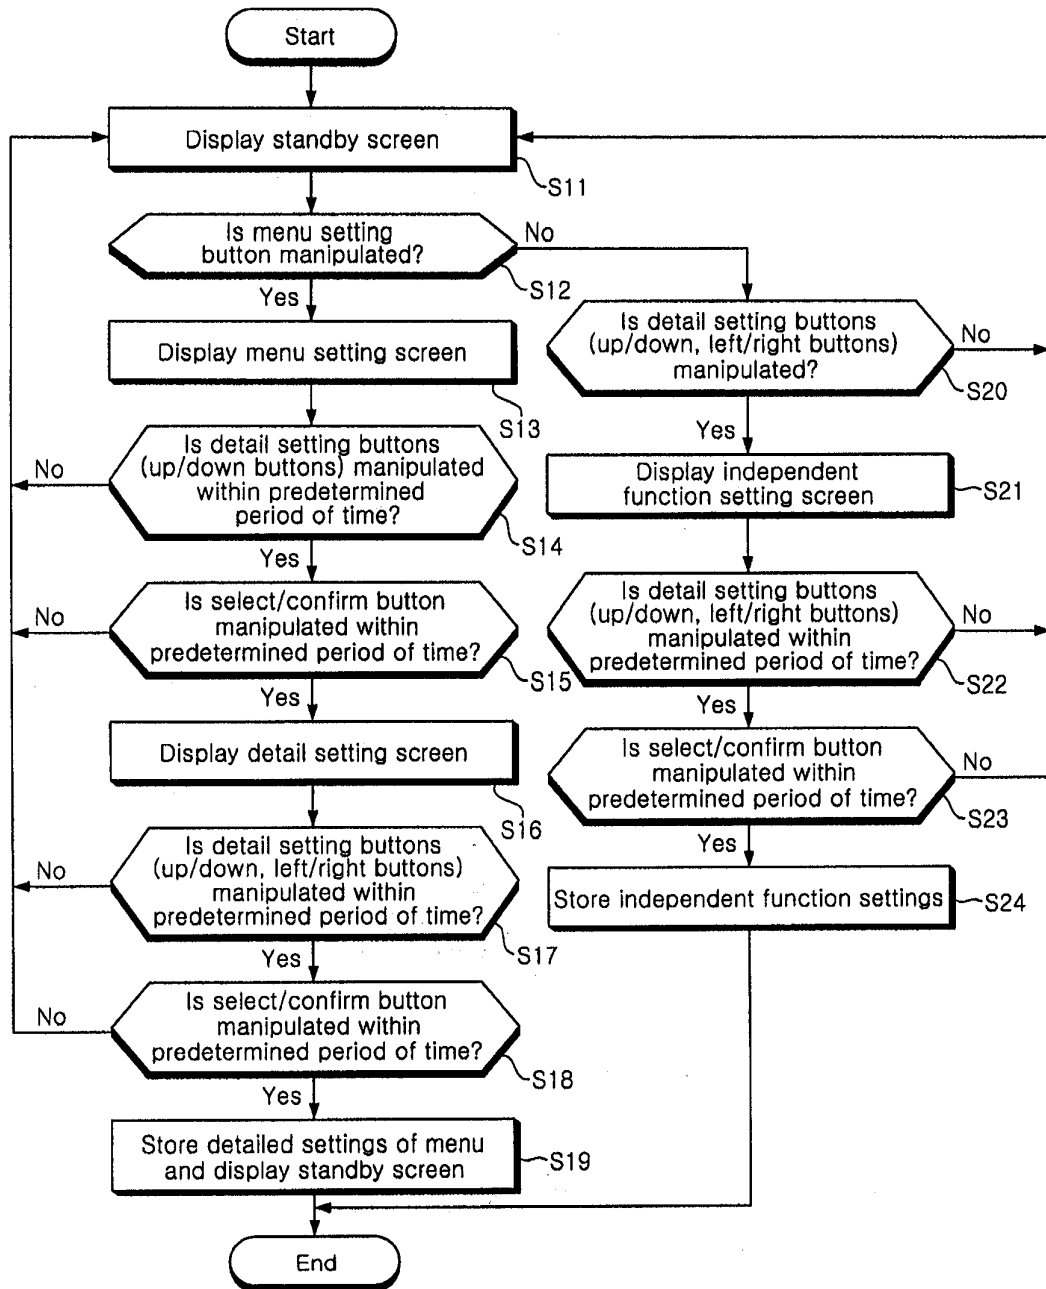 Start
Display standby screen
S11
Is menu setting
button manipulated?
No
S12
Yes
Display menu setting screen
S13
Is detail setting buttons
(up/down buttons) manipulated
within predetermined
period of time?
No
S14
Yes
Is select/confirm button
manipulated within
predetermined period of time?
No
S15
Yes
Display detail setting screen
S16
Is detail setting buttons
(up/down, left/right buttons)
manipulated within
predetermined period of time?
No
S17
Yes
Is select/confirm button
manipulated within
predetermined period of time?
No
S18
Yes
Store detailed settings of menu
and display standby screen
S19
End
Is detail setting buttons
(up/down, left/right buttons)
manipulated?
No
S20
Yes
Display independent
function setting screen
S21
Is detail setting buttons
(up/down, left/right buttons)
manipulated within
predetermined period of time?
No
S22
Yes
Is select/confirm button
manipulated within
predetermined period of time?
No
S23
Yes
Store independent function settings
S24